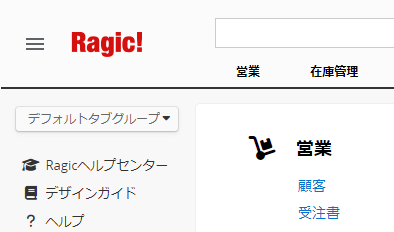 Ragic!
営業 在庫管理
デフォルトタブグループ
Ragicヘルプセンター
デザインガイド
? ヘルプ
営業
顧客
受注書